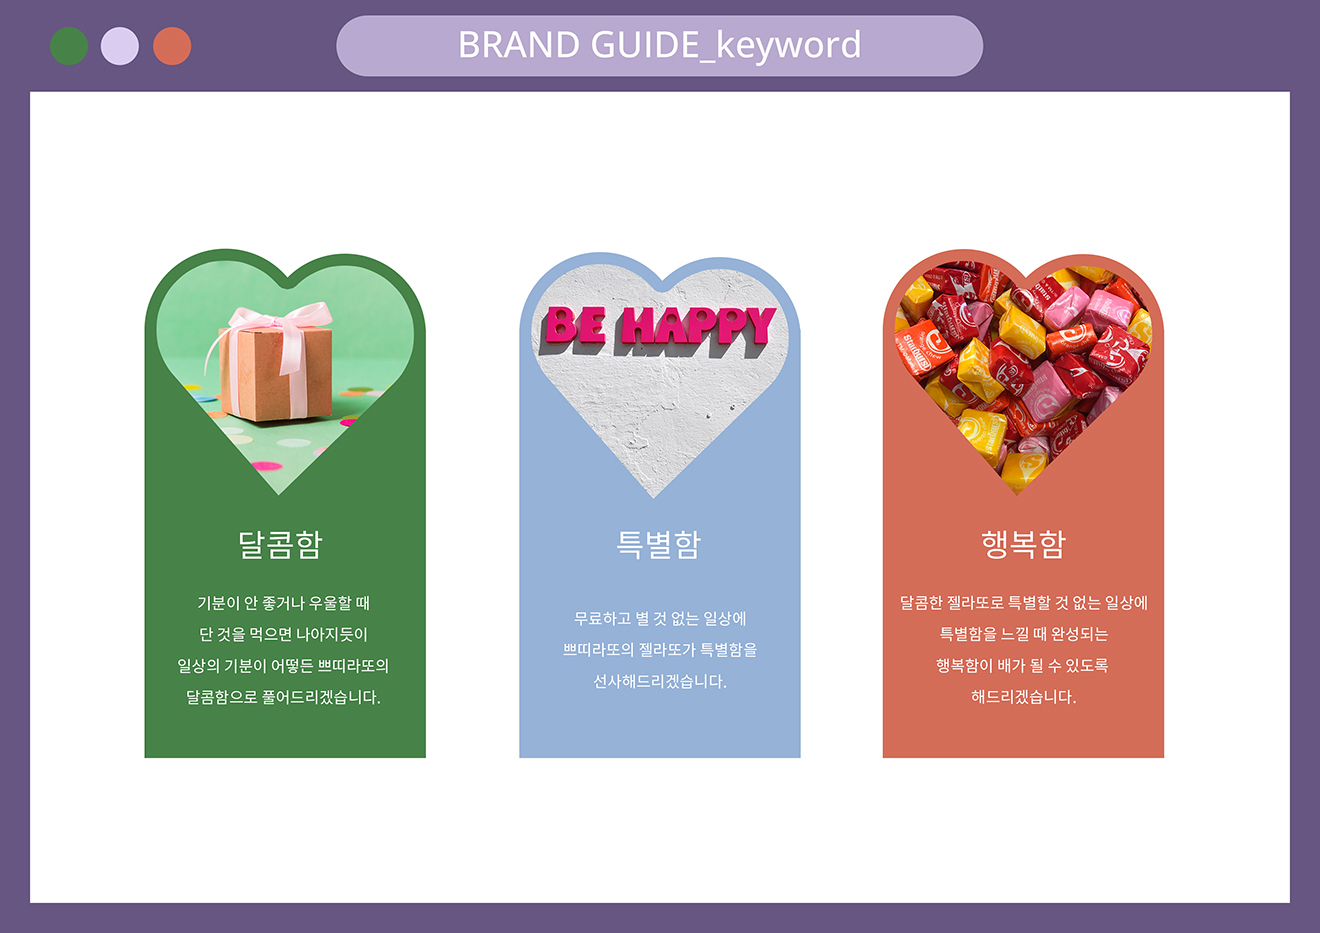 BRAND GUIDE_keyword
BE HAPPY
달콤함
기분이 안 좋거나 우울할 때
단 것을 먹으면 나아지듯이
일상의 기분이 어떻든 쁘띠라또의
달콤함으로 풀어드리겠습니다.
특별함
무료하고 별 것 없는 일상에
쁘띠라또의 젤라또가 특별함을
선사해드리겠습니다.
행복함
달콤한 젤라또로 특별할 것 없는 일상에
특별함을 느낄 때 완성되는
행복함이 배가 될 수 있도록
해드리겠습니다.